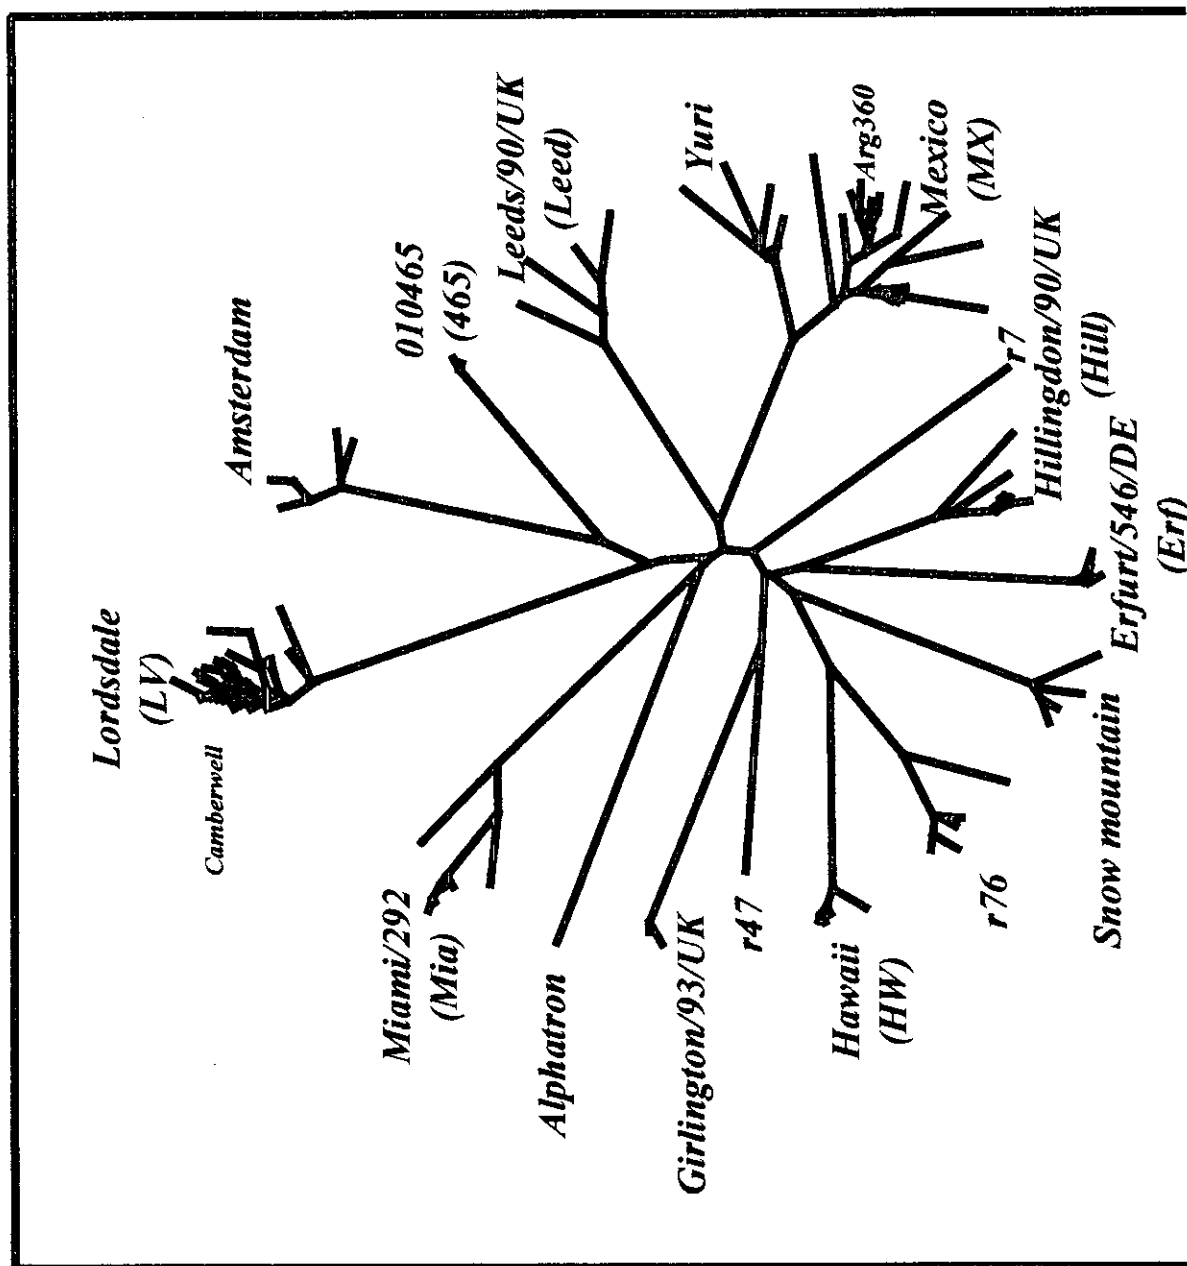 Lordsdale
(LV)
Camberwell
Amsterdam
010465
(465)
Leeds/90/UK
(Leed)
Yuri
Arg360
Mexico
(MX)
r7
Hillingdon/90/UK
(Hill)
Erfurt/546/DE
(Erf)
Snow mountain
r76
Hawaii
(HW)
r47
Girlington/93/UK
Alphatron
Miami/292
(Mia)